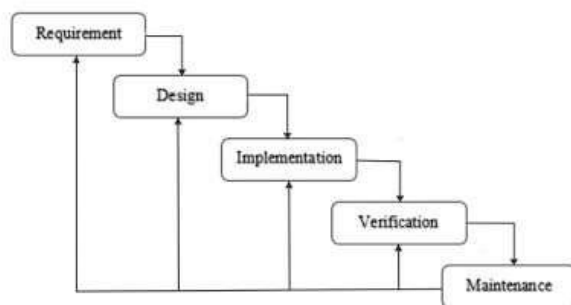 Requirement
Design
Implementation
Verification
Maintenance